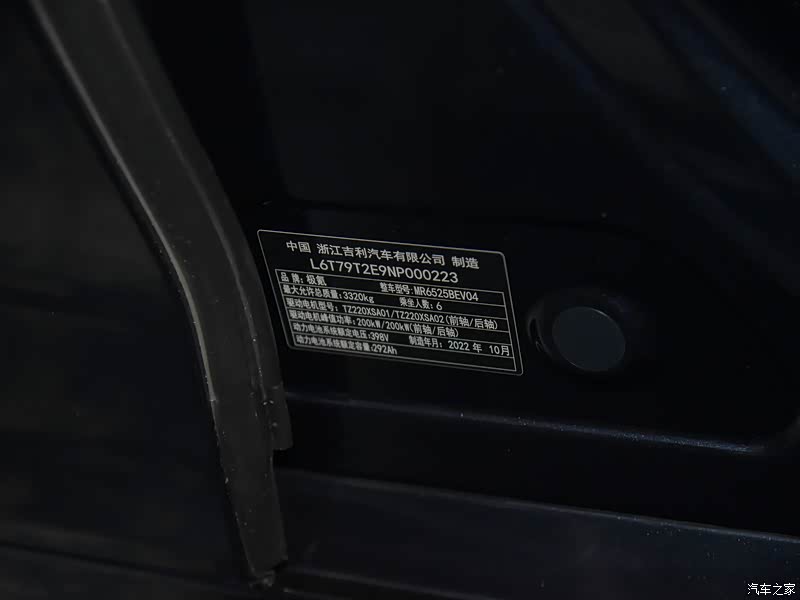 中国 浙江吉利汽车有限公司 制造
L6T79T2E9NP000223
品牌：极氪 整车型号：MR6525BEV04
最大允许总质量：3320kg 乘坐人数：6
驱动电机型号：TZ220XSA01/TZ220XSA02(前轴/后轴)
驱动电机峰值功率：200kW/200kW(前轴/后轴)
动力电池系统额定电压：398V 制造年月：2022 年 10月
动力电池系统额定容量：292Ah
汽车之家